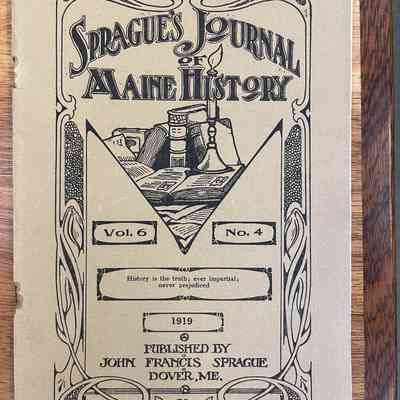 SPRAGUE'S JOURNAL
OF
MAINE HISTORY
Vol. 6 No. 4
History is the truth; ever impartial;
never prejudiced
1919
PUBLISHED BY
JOHN FRANCIS SPRAGUE
DOVER, ME.